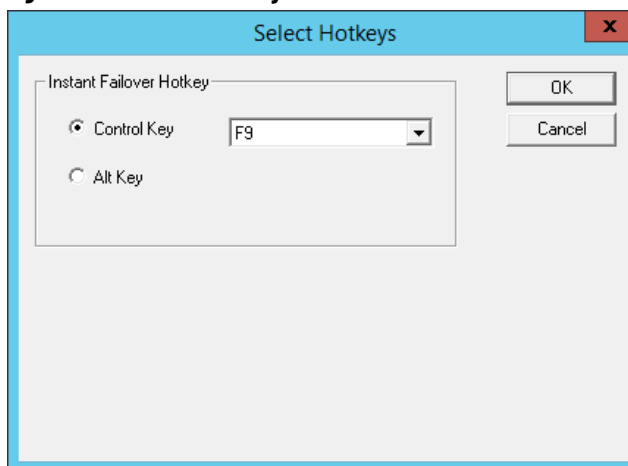 Select Hotkeys
x
Instant Failover Hotkey
OK
Control Key
F9
Cancel
Alt Key